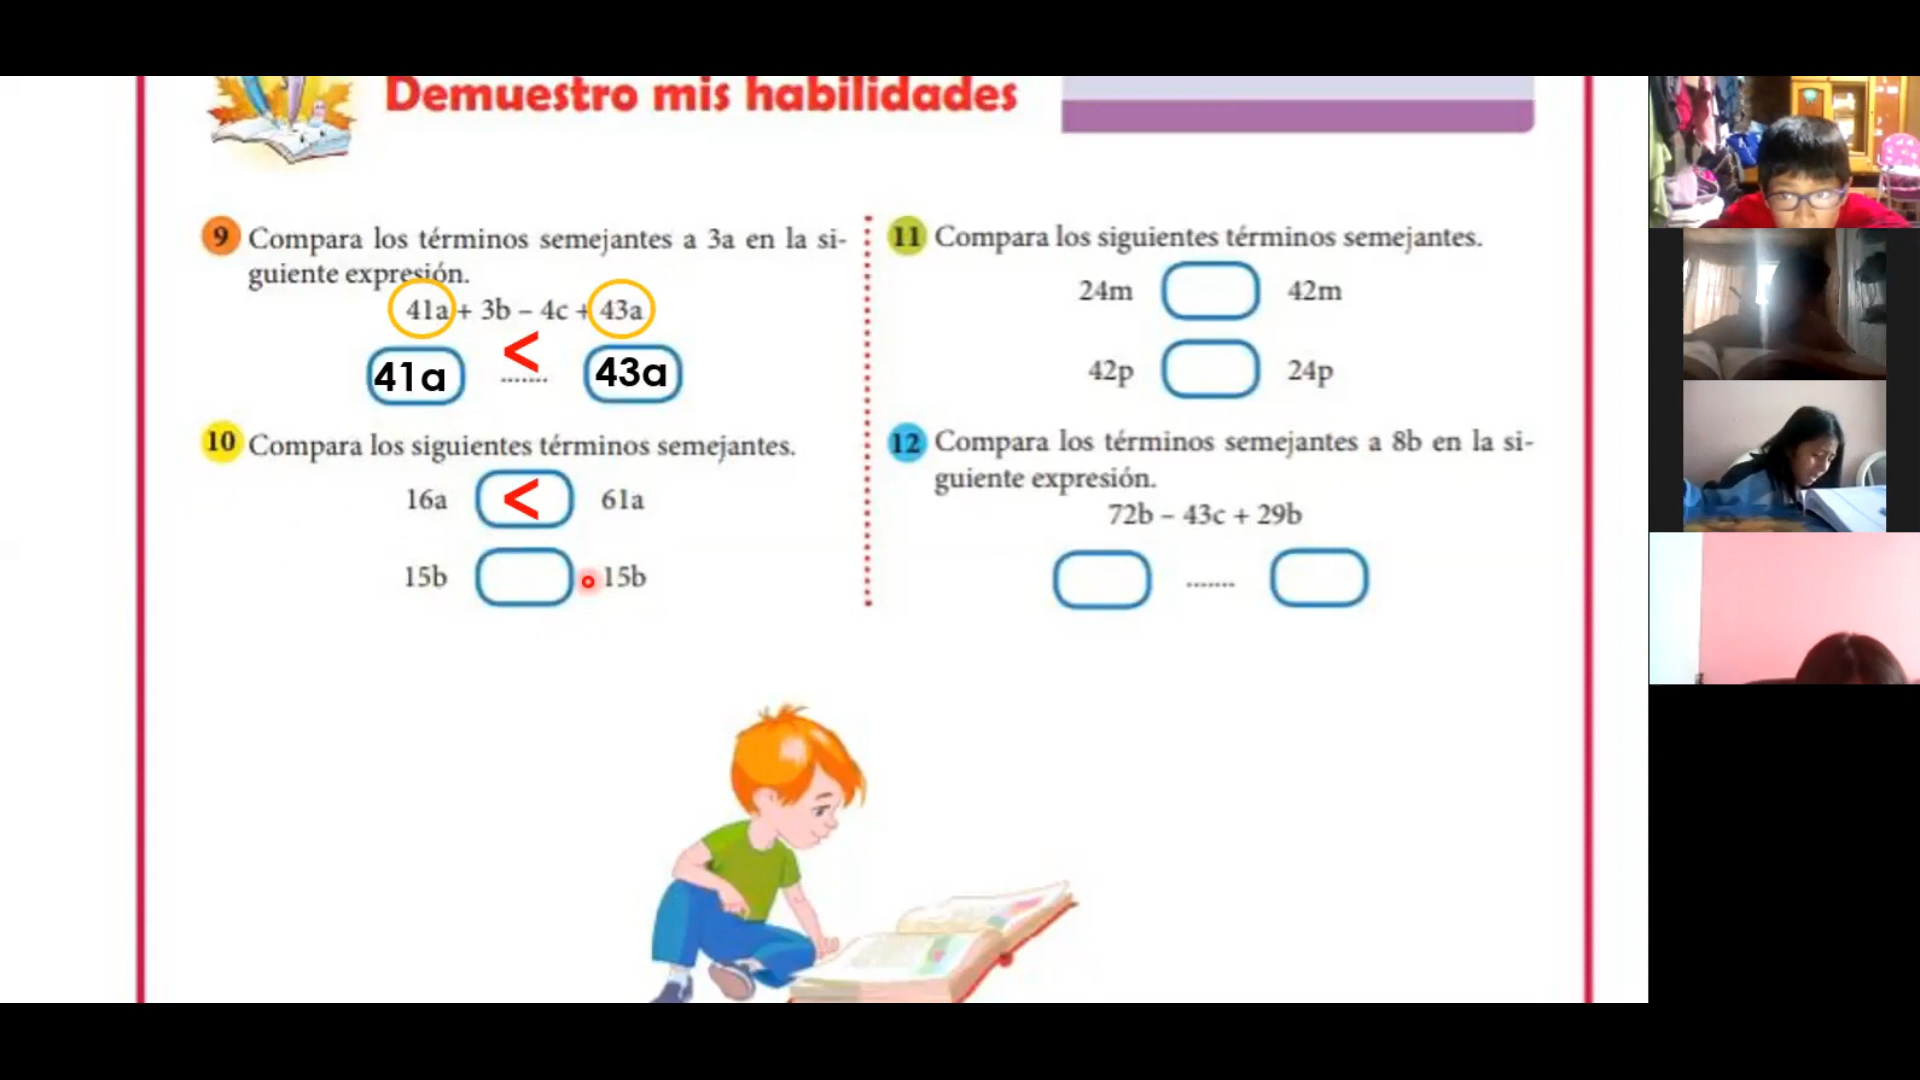 Demuestro mis habilidades
9 Compara los términos semejantes a 3a en la si-
guiente expresión.
41a + 3b – 4c + 43a
41a < ....... 43a
10 Compara los siguientes términos semejantes.
16a < 61a
15b 15b
11 Compara los siguientes términos semejantes.
24m 42m
42p 24p
12 Compara los términos semejantes a 8b en la si-
guiente expresión.
72b – 43c + 29b
.......